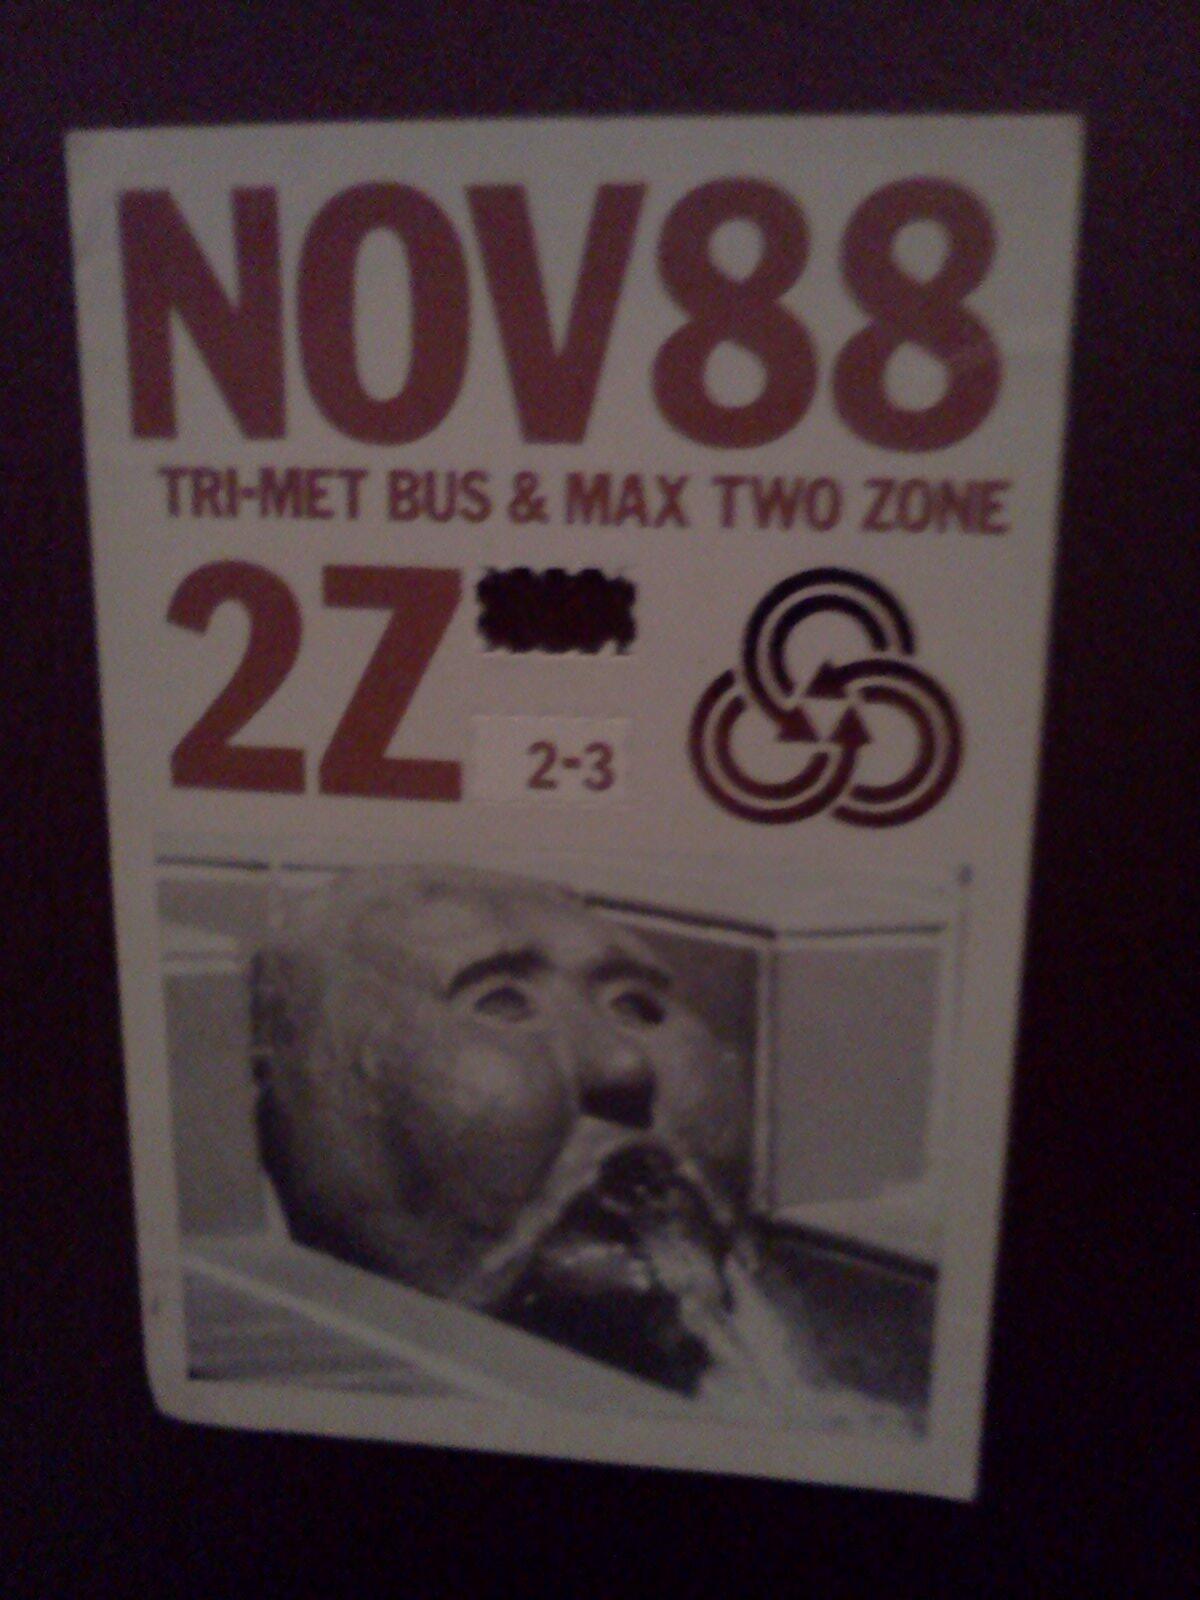 NOV88
TRI-MET BUS & MAX TWO ZONE
2Z
2-3